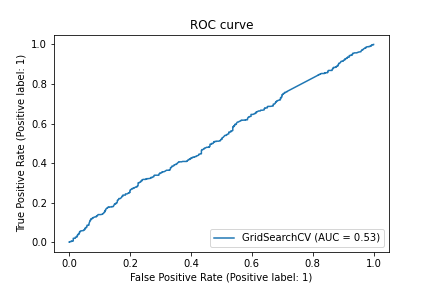 ROC curve
True Positive Rate (Positive label: 1)
1.0
0.8
0.6
0.4
0.2
0.0
GridSearchCV (AUC = 0.53)
0.0 0.2 0.4 0.6 0.8 1.0
False Positive Rate (Positive label: 1)